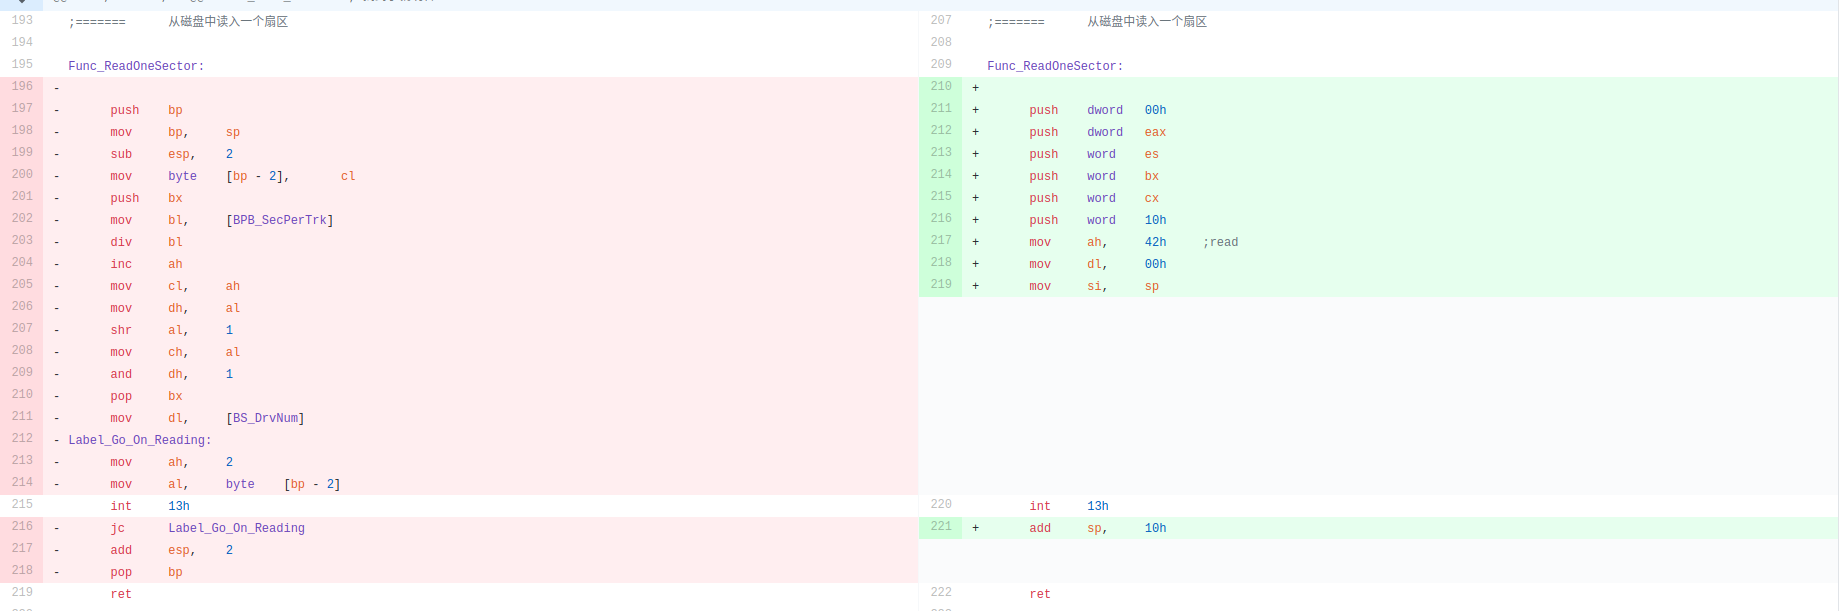 193 ;======= 从磁盘中读入一个扇区
194
195 Func_ReadOneSector:
196 -
197 - push bp
198 - mov bp, sp
199 - sub esp, 2
200 - mov byte [bp - 2], cl
201 - push bx
202 - mov bl, [BPB_SecPerTrk]
203 - div bl
204 - inc ah
205 - mov cl, ah
206 - mov dh, al
207 - shr al, 1
208 - mov ch, al
209 - and dh, 1
210 - pop bx
211 - mov dl, [BS_DrvNum]
212 - Label_Go_On_Reading:
213 - mov ah, 2
214 - mov al, byte [bp - 2]
215 int 13h
216 - jc Label_Go_On_Reading
217 - add esp, 2
218 - pop bp
219 ret
207 ;======= 从磁盘中读入一个扇区
208
209 Func_ReadOneSector:
210 +
211 + push dword 00h
212 + push dword eax
213 + push word es
214 + push word bx
215 + push word cx
216 + push word 10h
217 + mov ah, 42h ;read
218 + mov dl, 00h
219 + mov si, sp
220 int 13h
221 + add sp, 10h
222 ret